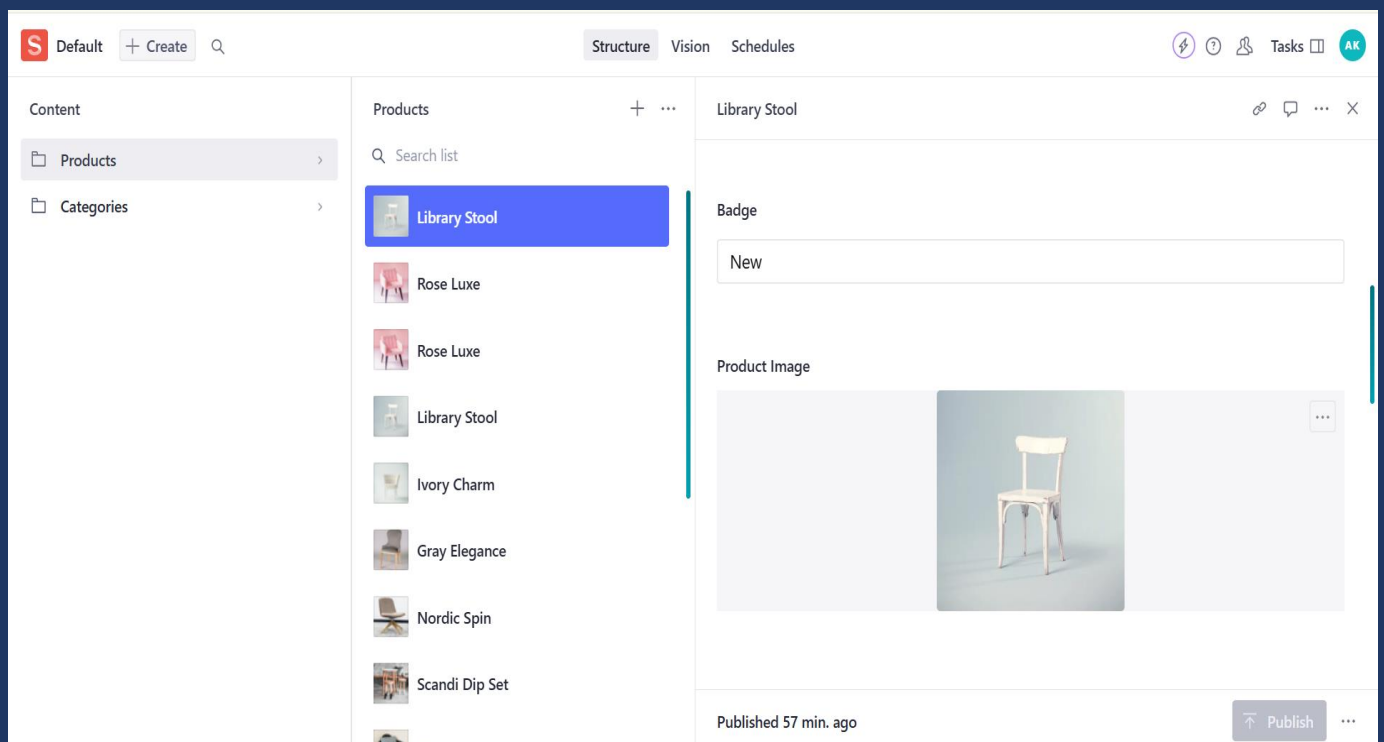 S Default + Create Structure Vision Schedules Tasks AK
Content
Products
Categories
Products
Search list
Library Stool
Rose Luxe
Rose Luxe
Library Stool
Ivory Charm
Gray Elegance
Nordic Spin
Scandi Dip Set
Library Stool
Badge
New
Product Image
Published 57 min. ago Publish